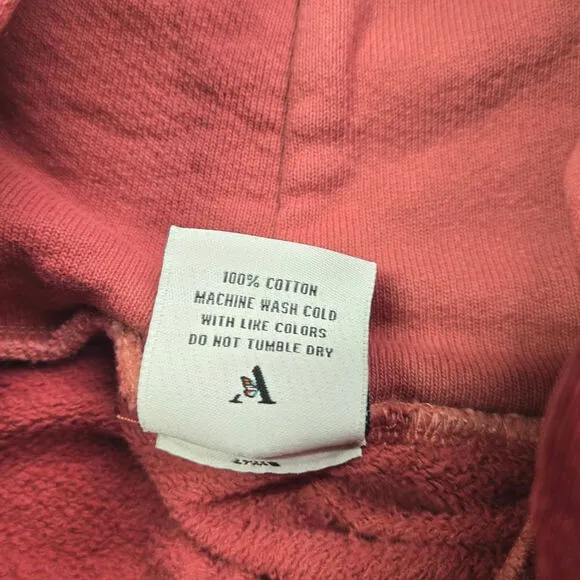 100% COTTON
MACHINE WASH COLD
WITH LIKE COLORS
DO NOT TUMBLE DRY
A